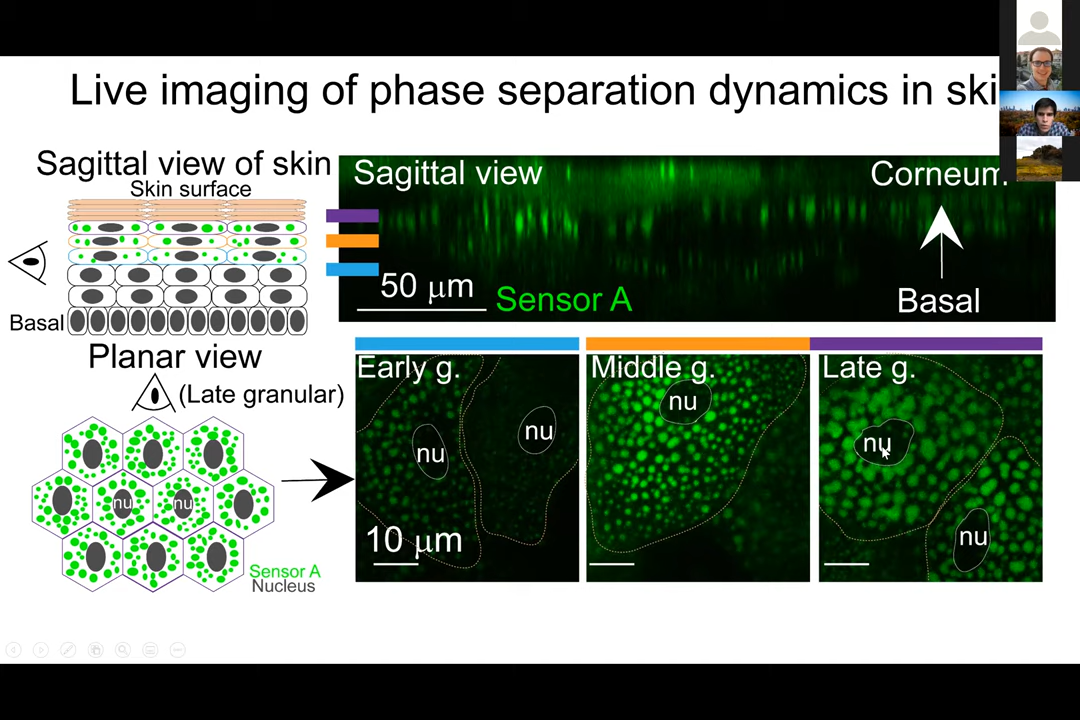 Live imaging of phase separation dynamics in ski
Sagittal view of skin
Skin surface
Basal
Sagittal view
Corneum
Basal
50 μm
Sensor A
Planar view
(Late granular)
nu
nu
Sensor A
Nucleus
Early g.
nu
nu
10 μm
Middle g.
nu
Late g.
nu
nu